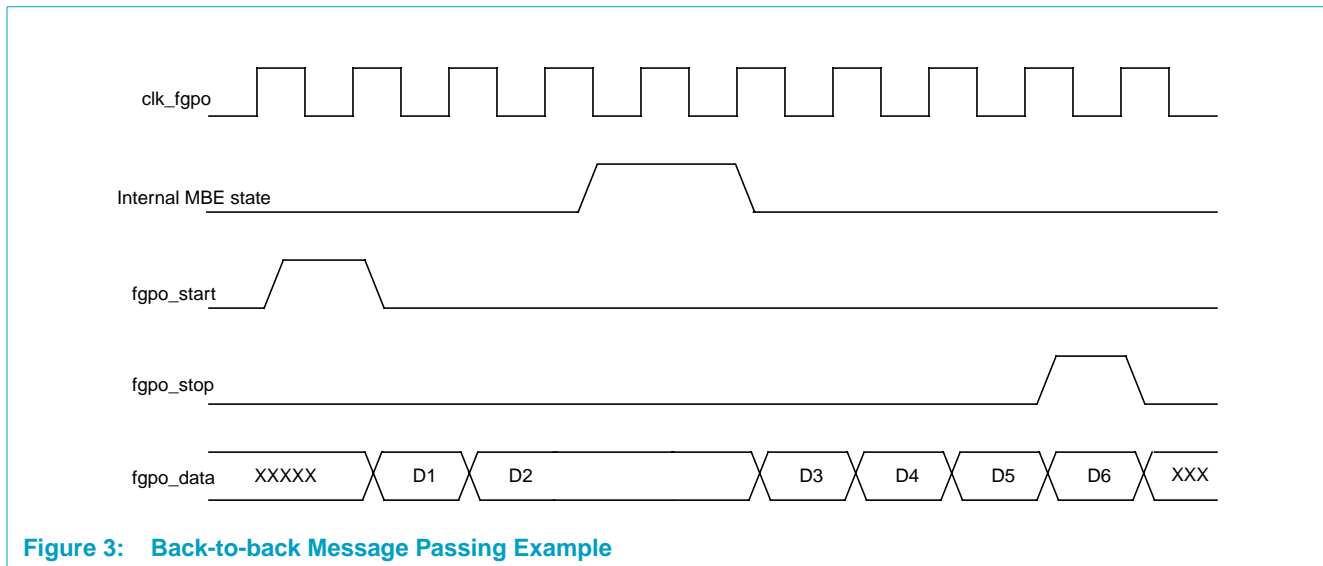 clk_fgpo
Internal MBE state
fgpo_start
fgpo_stop
fgpo_data XXXXX D1 D2 D3 D4 D5 D6 XXX
Figure 3: Back-to-back Message Passing Example